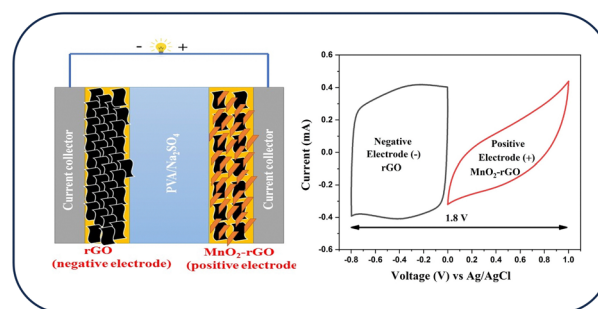 - +
Current collector
PVA/Na₂SO₄
Current collector
rGO
(negative electrode)
MnO₂-rGO
(positive electrode
0.6
0.4
0.2
0.0
-0.2
-0.4
-0.6
Current (mA)
Negative
Electrode (-)
rGO
Positive
Electrode (+)
MnO₂-rGO
1.8 V
-0.8 -0.6 -0.4 -0.2 0.0 0.2 0.4 0.6 0.8 1.0
Voltage (V) vs Ag/AgCl